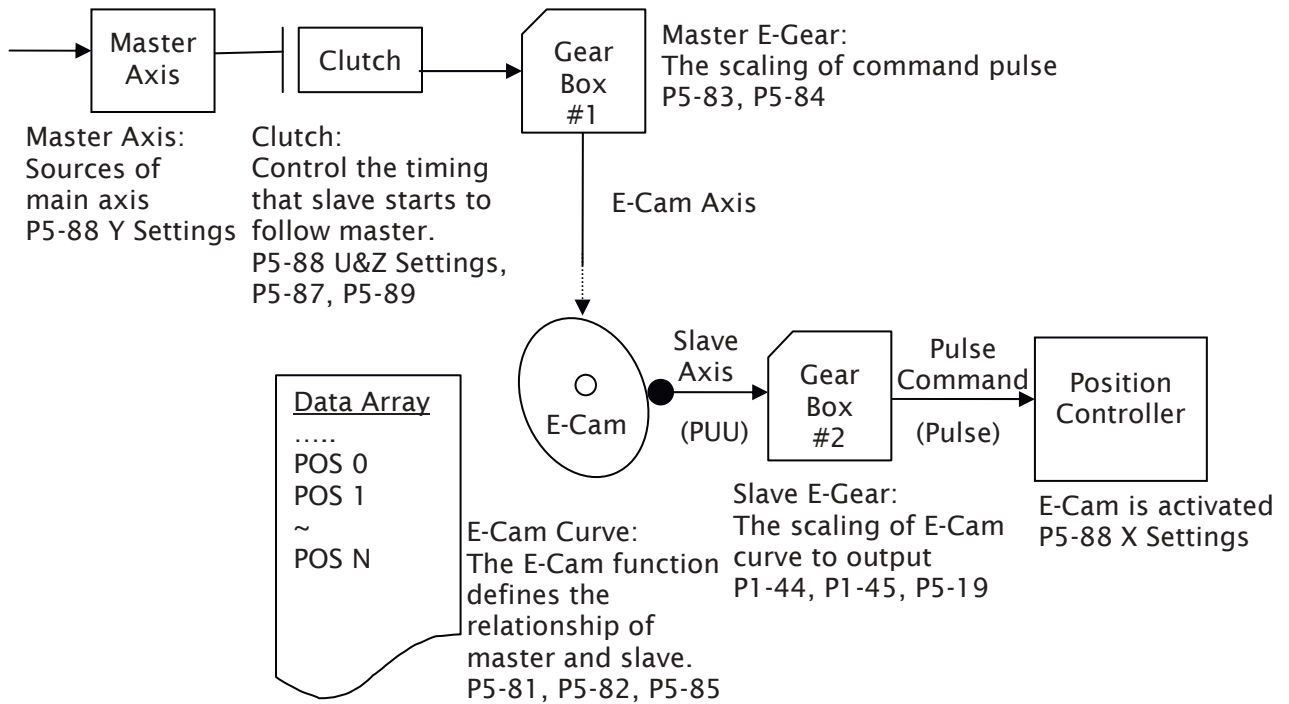 Master
Axis
Clutch
Gear
Box
#1
Master E-Gear:
The scaling of command pulse
P5-83, P5-84
Master Axis:
Sources of
main axis
P5-88 Y Settings
Clutch:
Control the timing
that slave starts to
follow master.
P5-88 U&Z Settings,
P5-87, P5-89
E-Cam Axis
E-Cam
Slave
Axis
(PUU)
Gear
Box
#2
Pulse
Command
(Pulse)
Position
Controller
Data Array
.....
POS 0
POS 1
~
POS N
E-Cam Curve:
The E-Cam function
defines the
relationship of
master and slave.
P5-81, P5-82, P5-85
Slave E-Gear:
The scaling of E-Cam
curve to output
P1-44, P1-45, P5-19
E-Cam is activated
P5-88 X Settings